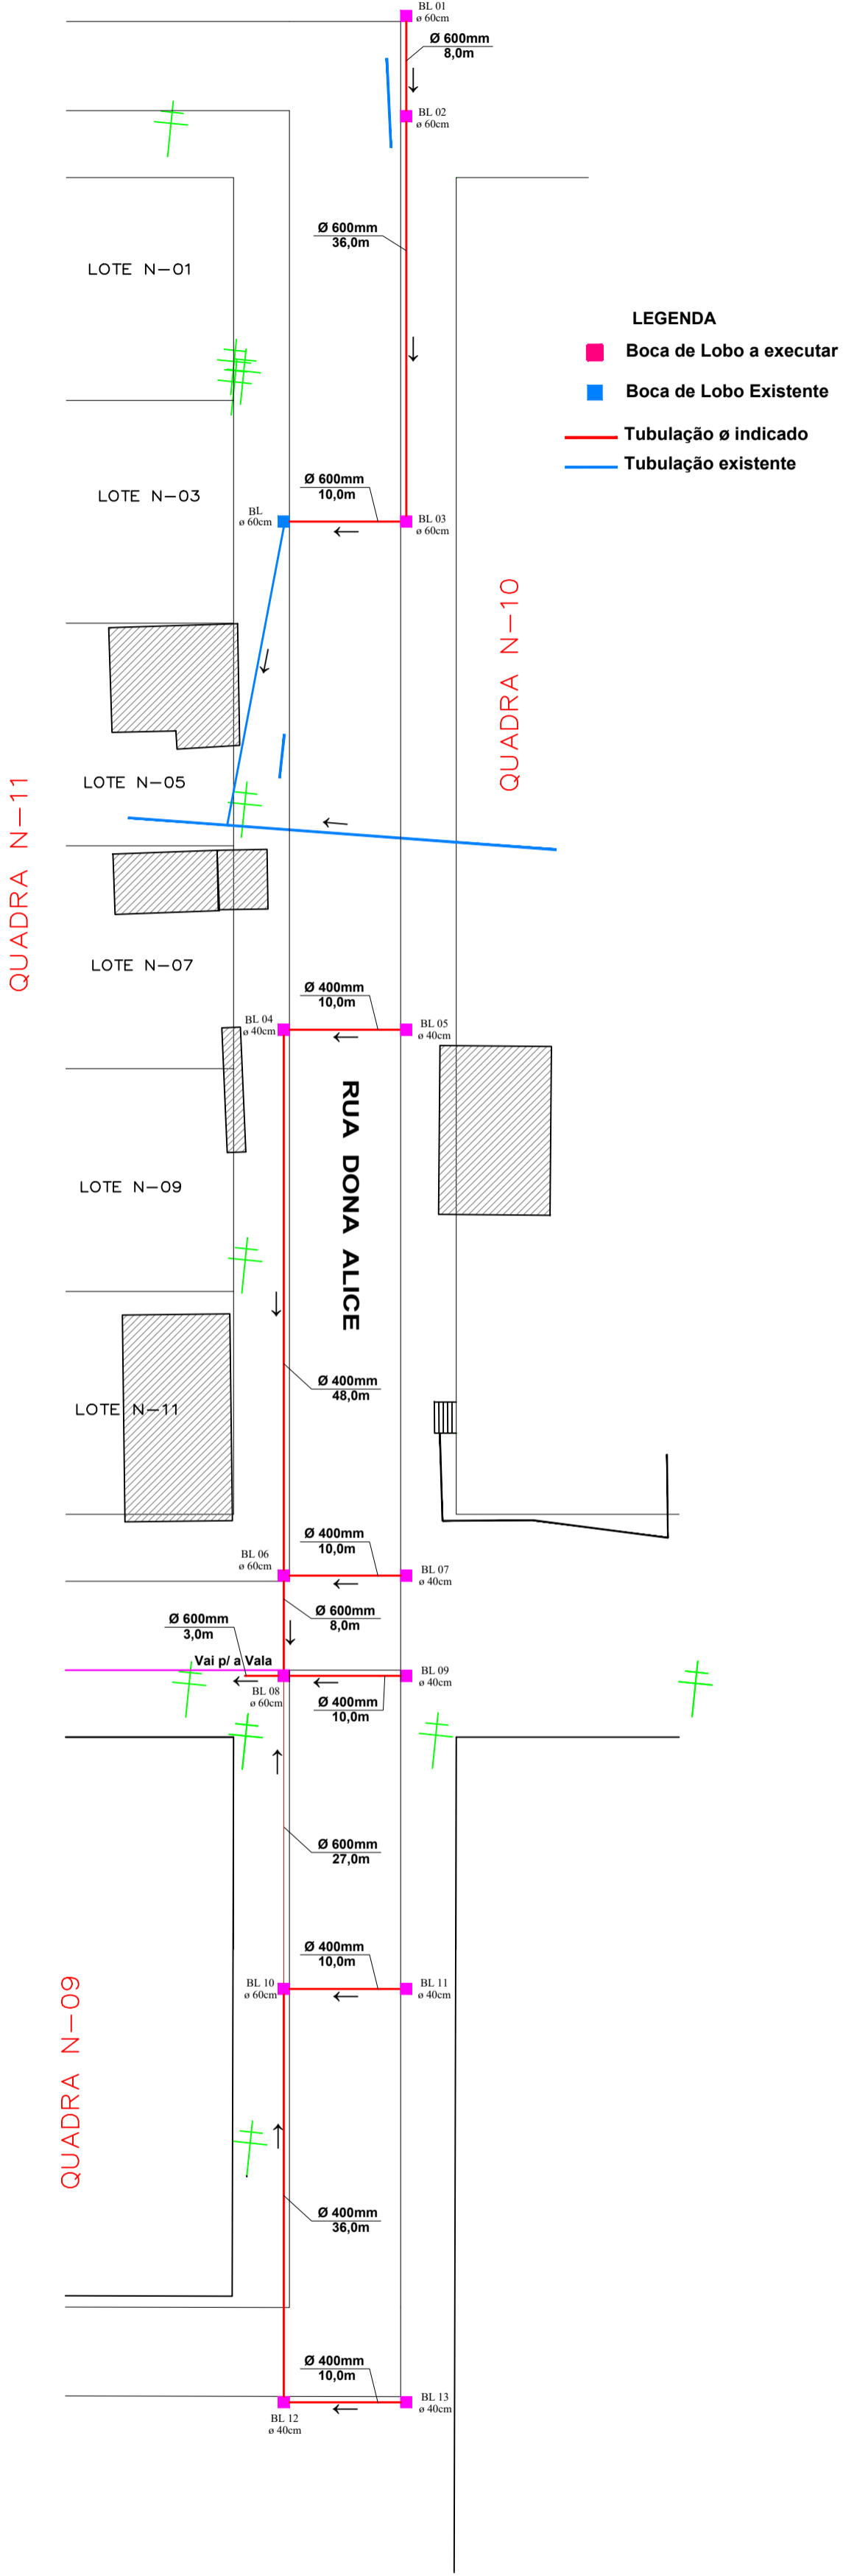 BL 01
ø 60cm
Ø 600mm
8,0m
BL 02
ø 60cm
Ø 600mm
36,0m
LOTE N-01
LEGENDA
Boca de Lobo a executar
Boca de Lobo Existente
Tubulação ø indicado
Tubulação existente
LOTE N-03
Ø 600mm
10,0m
BL
ø 60cm
BL 03
ø 60cm
QUADRA N-10
LOTE N-05
QUADRA N-11
LOTE N-07
Ø 400mm
10,0m
BL 04
ø 40cm
BL 05
ø 40cm
RUA DONA ALICE
LOTE N-09
Ø 400mm
48,0m
LOTE N-11
Ø 400mm
10,0m
BL 06
ø 60cm
BL 07
ø 40cm
Ø 600mm
8,0m
Ø 600mm
3,0m
Vai p/ a Vala
BL 09
ø 40cm
BL 08
ø 60cm
Ø 400mm
10,0m
Ø 600mm
27,0m
Ø 400mm
10,0m
BL 10
ø 60cm
BL 11
ø 40cm
QUADRA N-09
Ø 400mm
36,0m
Ø 400mm
10,0m
BL 13
ø 40cm
BL 12
ø 40cm